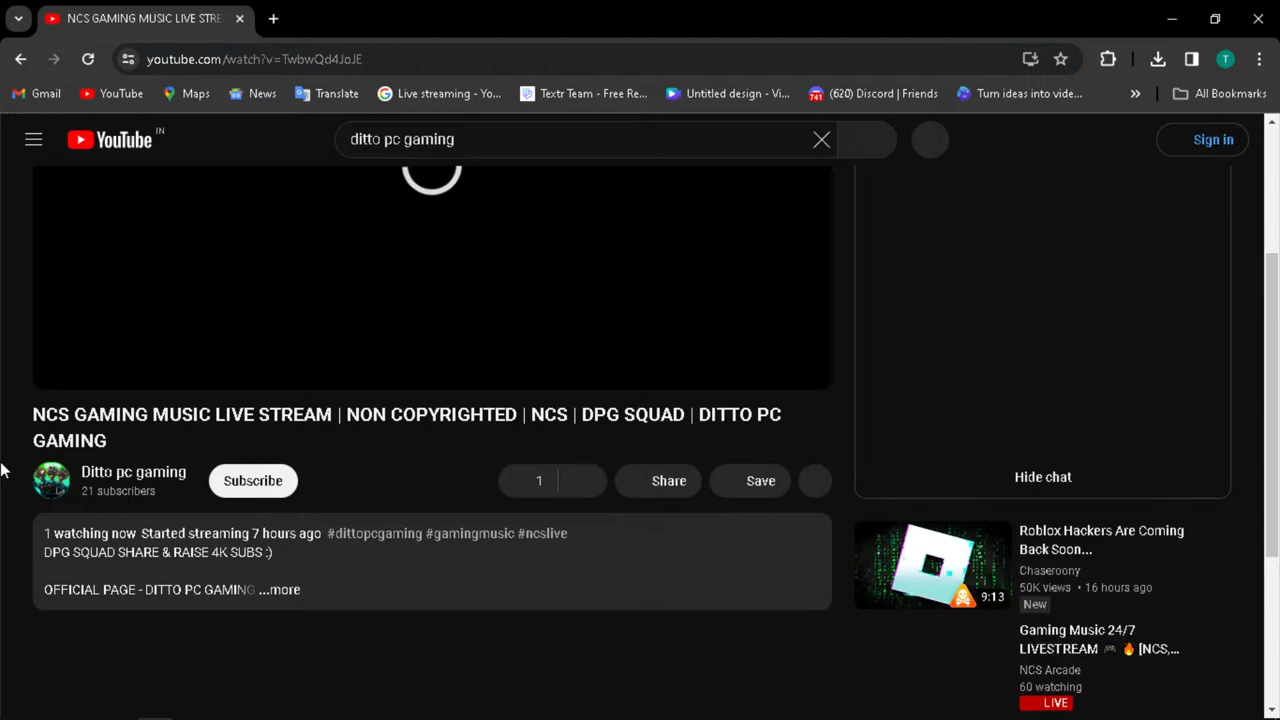 NCS GAMING MUSIC LIVE STRE
youtube.com/watch?v=TwbwQd4JoJE
T
Gmail
YouTube
Maps
News
Translate
Live streaming - Yo...
Textr Team - Free Re...
Untitled design - Vi...
741
(620) Discord | Friends
Turn ideas into vide...
»
All Bookmarks
YouTube IN
ditto pc gaming
Sign in
NCS GAMING MUSIC LIVE STREAM | NON COPYRIGHTED | NCS | DPG SQUAD | DITTO PC
GAMING
Ditto pc gaming
21 subscribers
Subscribe
1
Share
Save
1 watching now Started streaming 7 hours ago #dittopcgaming #gamingmusic #ncslive
DPG SQUAD SHARE & RAISE 4K SUBS :)
OFFICIAL PAGE - DITTO PC GAMING ...more
Hide chat
9:13
Roblox Hackers Are Coming
Back Soon...
Chaseroony
50K views • 16 hours ago
New
Gaming Music 24/7
LIVESTREAM 🎮 🔥 [NCS,...
NCS Arcade
60 watching
LIVE